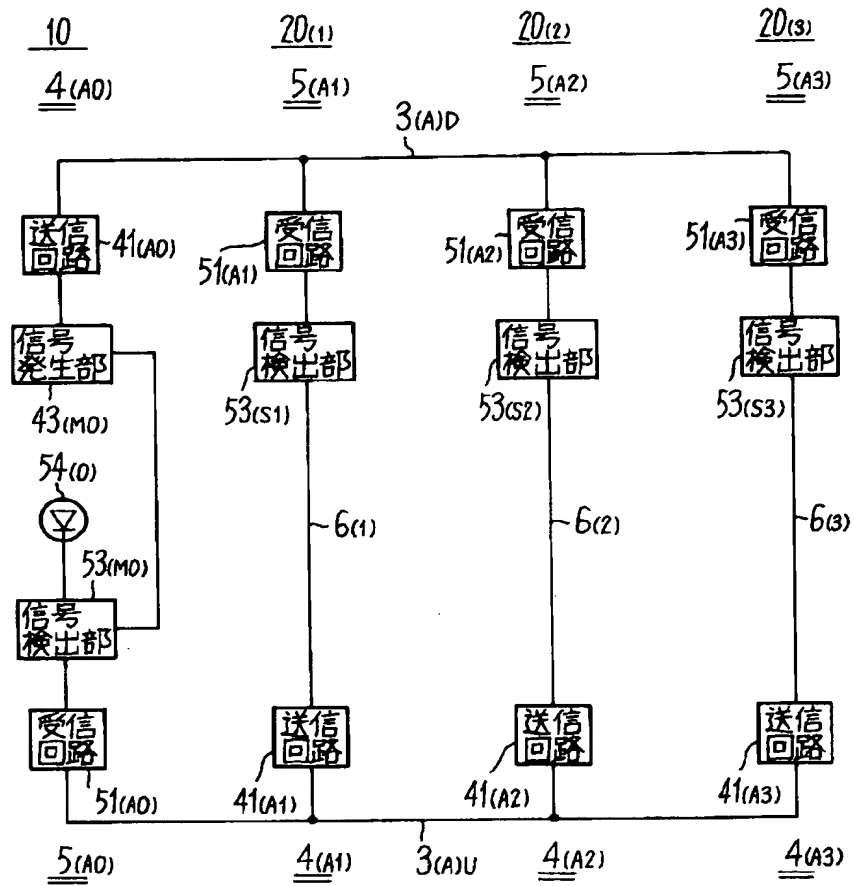 10 20(1) 20(2) 20(3)
4(A0) 5(A1) 5(A2) 5(A3)
3(A)D
送信
回路
41(A0)
受信
回路
51(A1)
受信
回路
51(A2)
受信
回路
51(A3)
信号
発生部
43(M0)
信号
検出部
53(S1)
信号
検出部
53(S2)
信号
検出部
53(S3)
54(0)
6(1)
6(2)
6(3)
53(M0)
信号
検出部
受信
回路
51(A0)
送信
回路
41(A1)
送信
回路
41(A2)
送信
回路
41(A3)
3(A)U
5(A0) 4(A1) 4(A2) 4(A3)